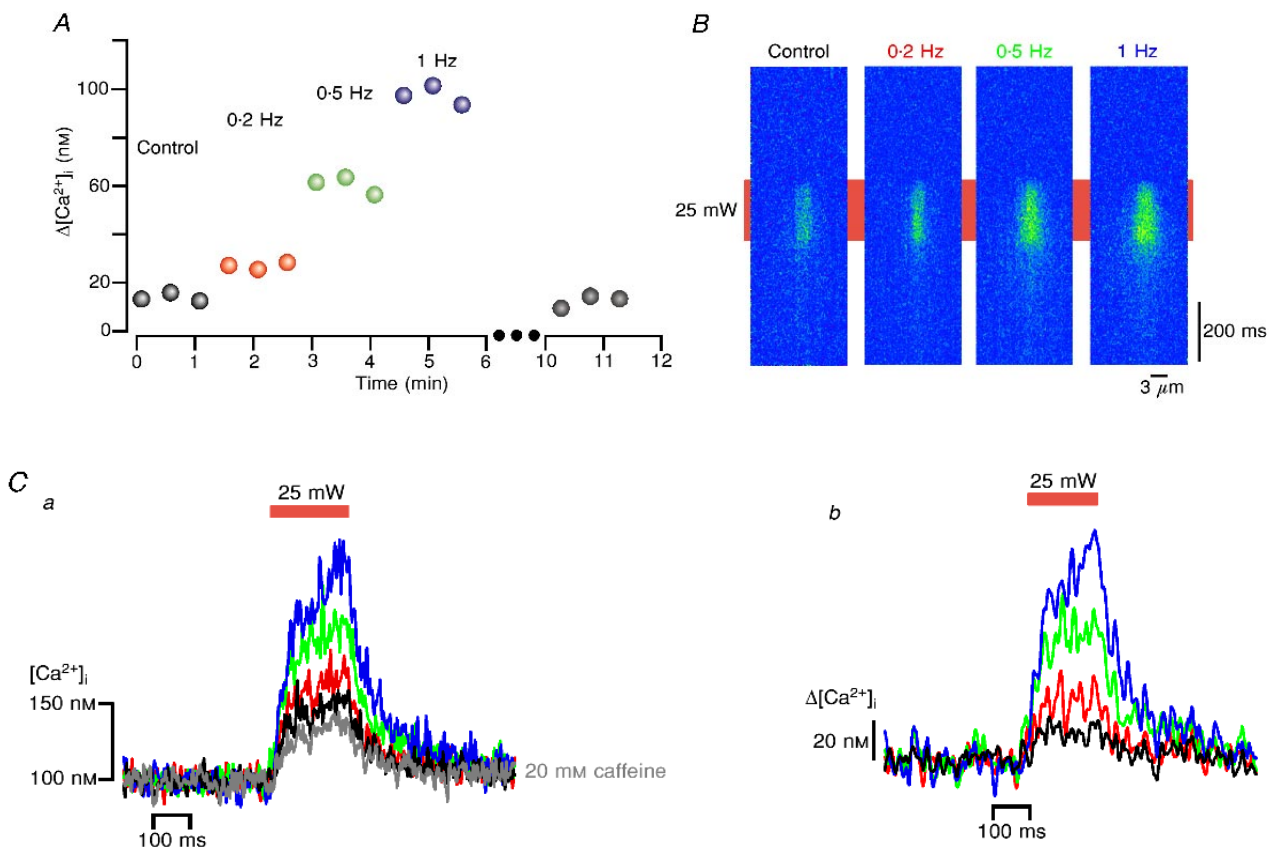 A
Δ[Ca²⁺]ᵢ (nM)
100
60
20
0
Control
0·2 Hz
0·5 Hz
1 Hz
0 1 2 3 4 5 6 10 11 12
Time (min)
B
Control 0·2 Hz 0·5 Hz 1 Hz
25 mW
200 ms
3 μm
C
a
25 mW
[Ca²⁺]ᵢ
150 nM
100 nM
20 mM caffeine
100 ms
b
25 mW
Δ[Ca²⁺]ᵢ
20 nM
100 ms